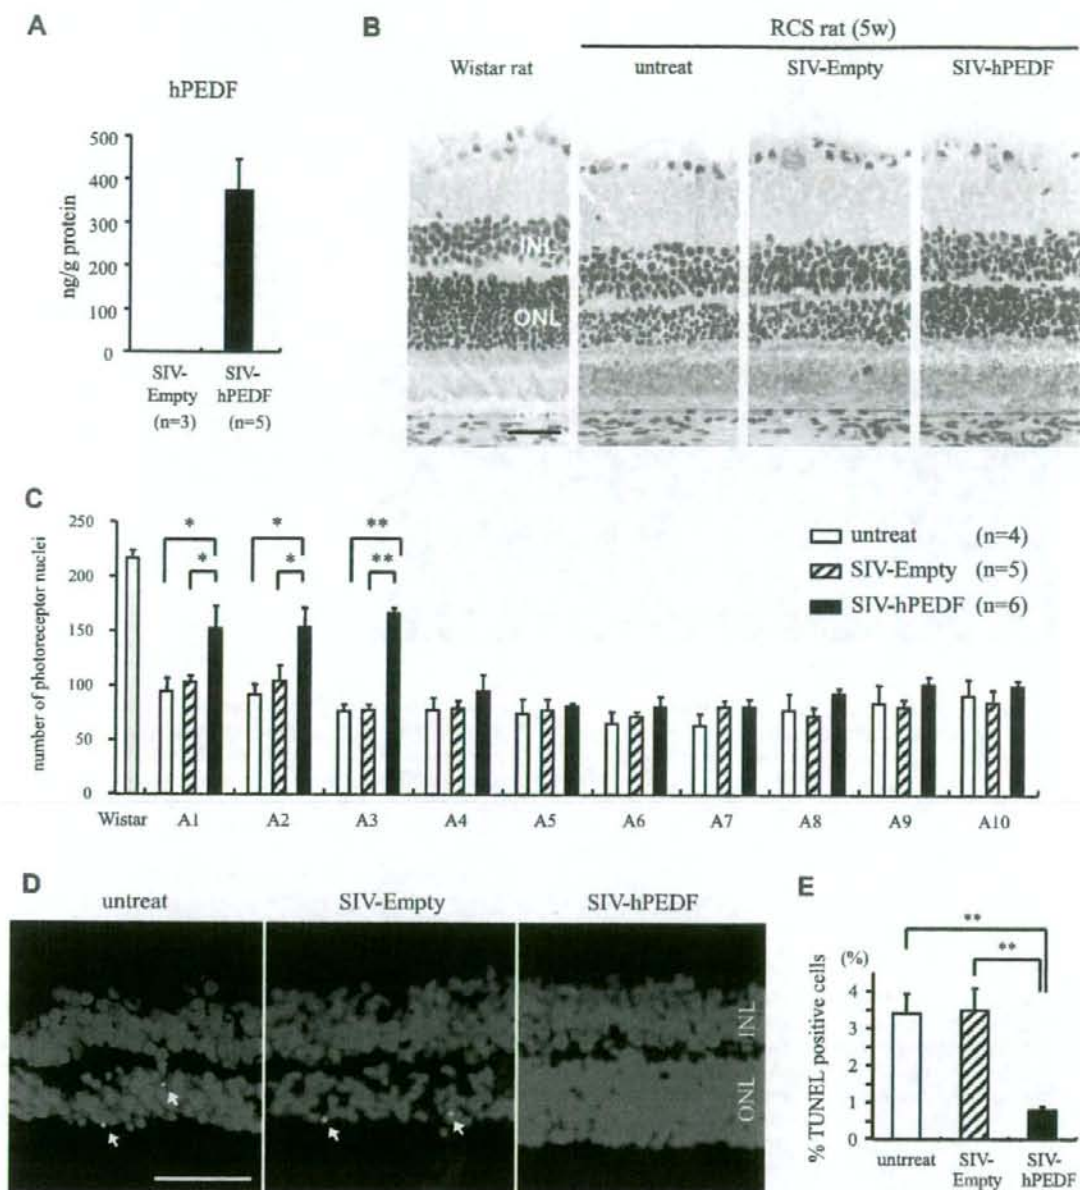 A
hPEDF
ng/g protein
500
400
300
200
100
0
SIV-
Empty
(n=3)
SIV-
hPEDF
(n=5)
B
RCS rat (5w)
Wistar rat
untreat
SIV-Empty
SIV-hPEDF
INL
ONL
C
number of photoreceptor nuclei
250
200
150
100
50
0
* * **
* * **
untreat (n=4)
SIV-Empty (n=5)
SIV-hPEDF (n=6)
Wistar A1 A2 A3 A4 A5 A6 A7 A8 A9 A10
D
untreat
SIV-Empty
SIV-hPEDF
INL
ONL
E
**
**
(%)
% TUNEL positive cells
4
3
2
1
0
untrreat
SIV-
Empty
SIV-
hPEDF